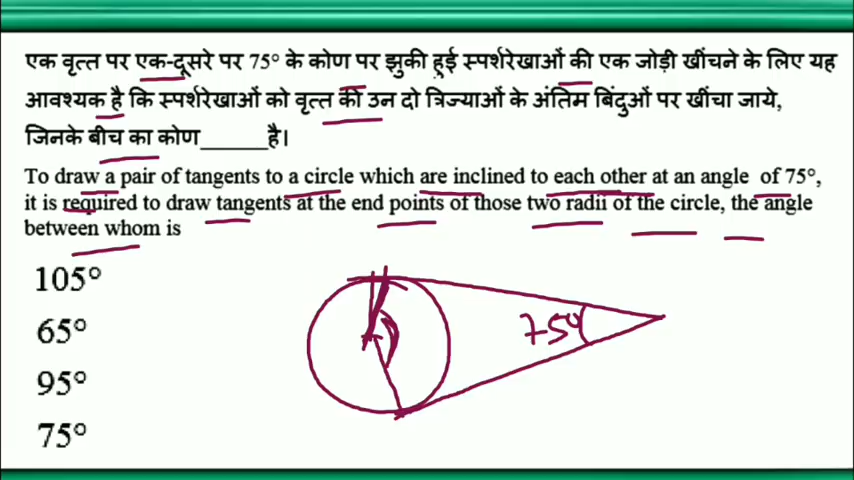 एक वृत्त पर एक-दूसरे पर 75° के कोण पर झुकी हुई स्पर्शरेखाओं की एक जोड़ी खींचने के लिए यह
आवश्यक है कि स्पर्शरेखाओं को वृत्त की उन दो त्रिज्याओं के अंतिम बिंदुओं पर खींचा जाये,
जिनके बीच का कोण______है।
To draw a pair of tangents to a circle which are inclined to each other at an angle of 75°,
it is required to draw tangents at the end points of those two radii of the circle, the angle
between whom is
105°
65°
95°
75°
75°